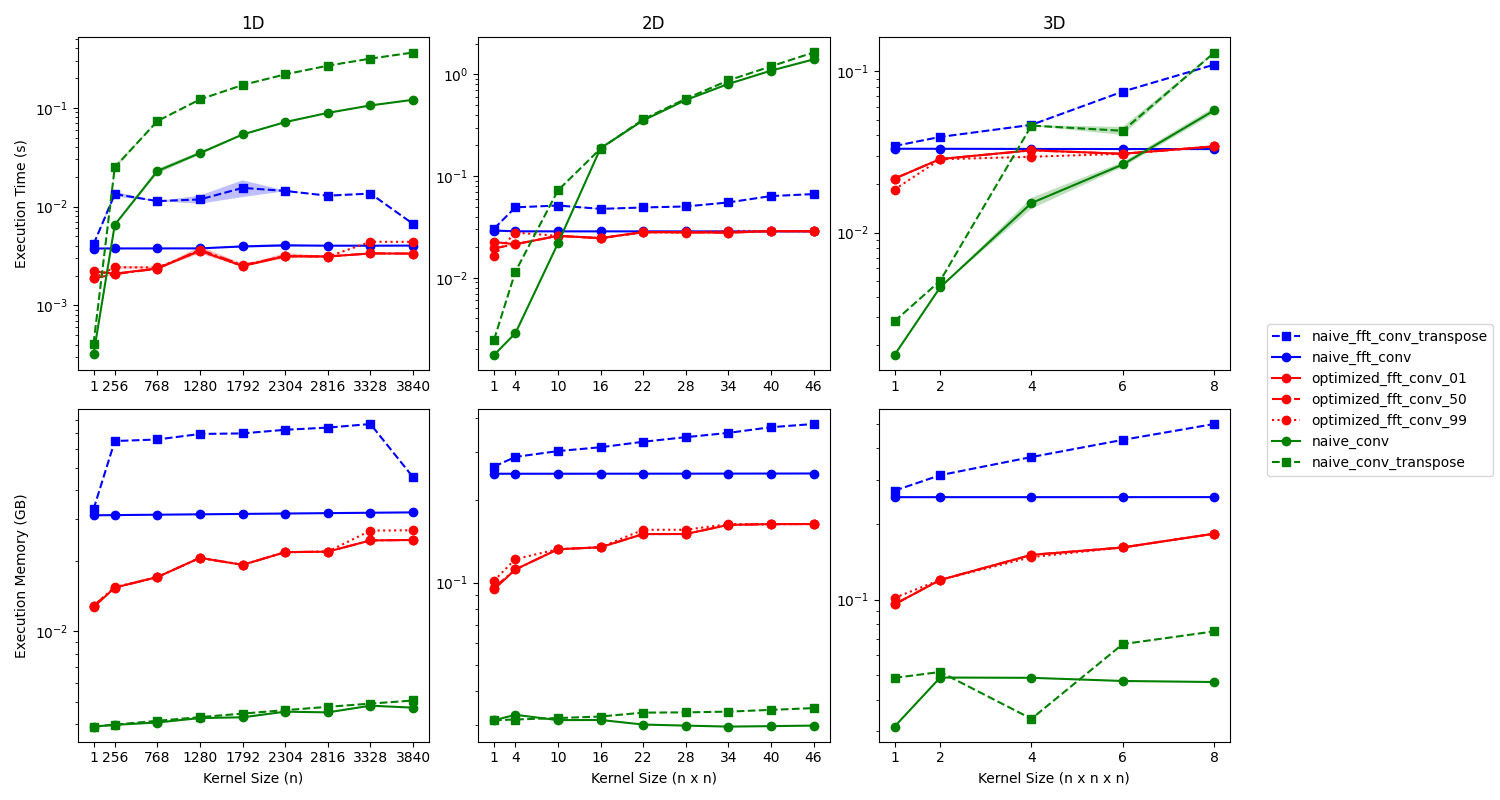 1D
2D
3D
Execution Time (s)
10⁻¹
10⁻²
10⁻³
1 256 768 1280 1792 2304 2816 3328 3840
10⁰
10⁻¹
10⁻²
1 4 10 16 22 28 34 40 46
10⁻¹
10⁻²
1 2 4 6 8
Execution Memory (GB)
10⁻²
1 256 768 1280 1792 2304 2816 3328 3840
Kernel Size (n)
10⁻¹
1 4 10 16 22 28 34 40 46
Kernel Size (n x n)
10⁻¹
1 2 4 6 8
Kernel Size (n x n x n)
naive_fft_conv_transpose
naive_fft_conv
optimized_fft_conv_01
optimized_fft_conv_50
optimized_fft_conv_99
naive_conv
naive_conv_transpose